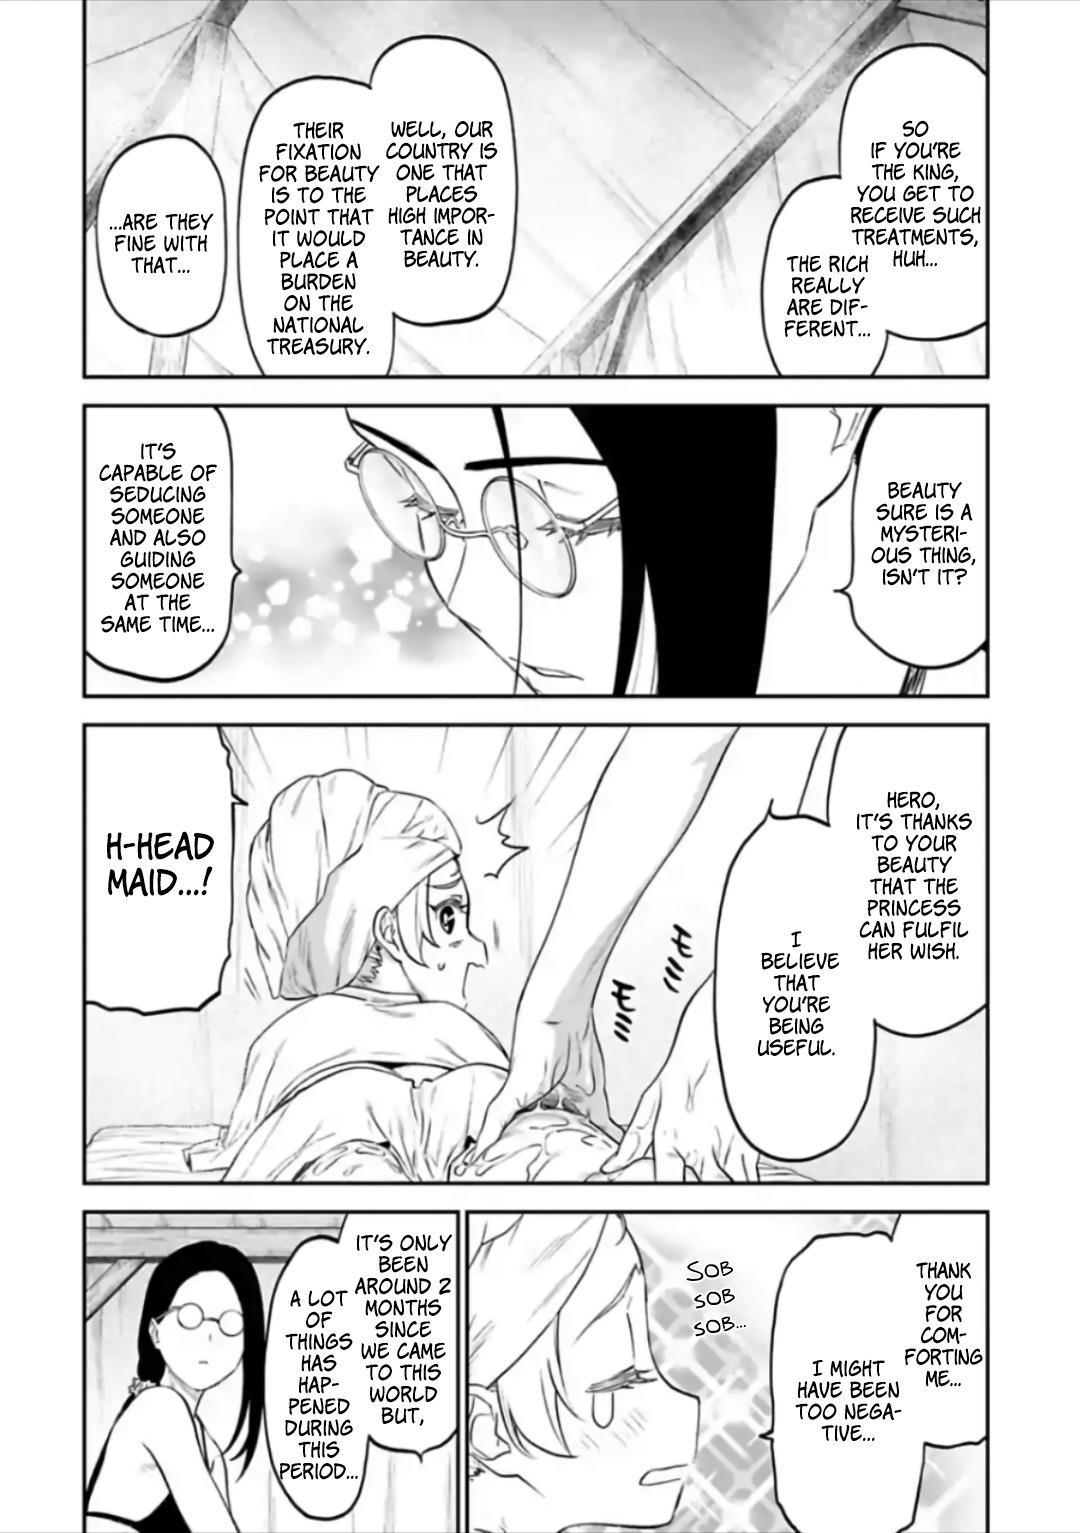 SO
IF YOU'RE
THE KING,
YOU GET TO
RECEIVE SUCH
TREATMENTS,
HUH...
THE RICH
REALLY
ARE DIF-
FERENT...
WELL, OUR
COUNTRY IS
ONE THAT
PLACES
HIGH IMPOR-
TANCE IN
BEAUTY.
THEIR
FIXATION
FOR BEAUTY
IS TO THE
POINT THAT
IT WOULD
PLACE A
BURDEN
ON THE
NATIONAL
TREASURY.
...ARE THEY
FINE WITH
THAT...
BEAUTY
SURE IS A
MYSTERI-
OUS THING,
ISN'T IT?
IT'S
CAPABLE OF
SEDUCING
SOMEONE
AND ALSO
GUIDING
SOMEONE
AT THE
SAME TIME...
HERO,
IT'S THANKS
TO YOUR
BEAUTY
THAT THE
PRINCESS
CAN FULFIL
HER WISH.
I
BELIEVE
THAT
YOU'RE
BEING
USEFUL.
H-HEAD
MAID...!
THANK
YOU
FOR
COM-
FORTING
ME...
I MIGHT
HAVE BEEN
TOO NEGA-
TIVE...
SOB
SOB
SOB...
IT'S ONLY
BEEN
AROUND 2
MONTHS
SINCE
WE CAME
TO THIS
WORLD
BUT,
A LOT
OF
THINGS
HAS
HAP-
PENED
DURING
THIS
PERIOD...